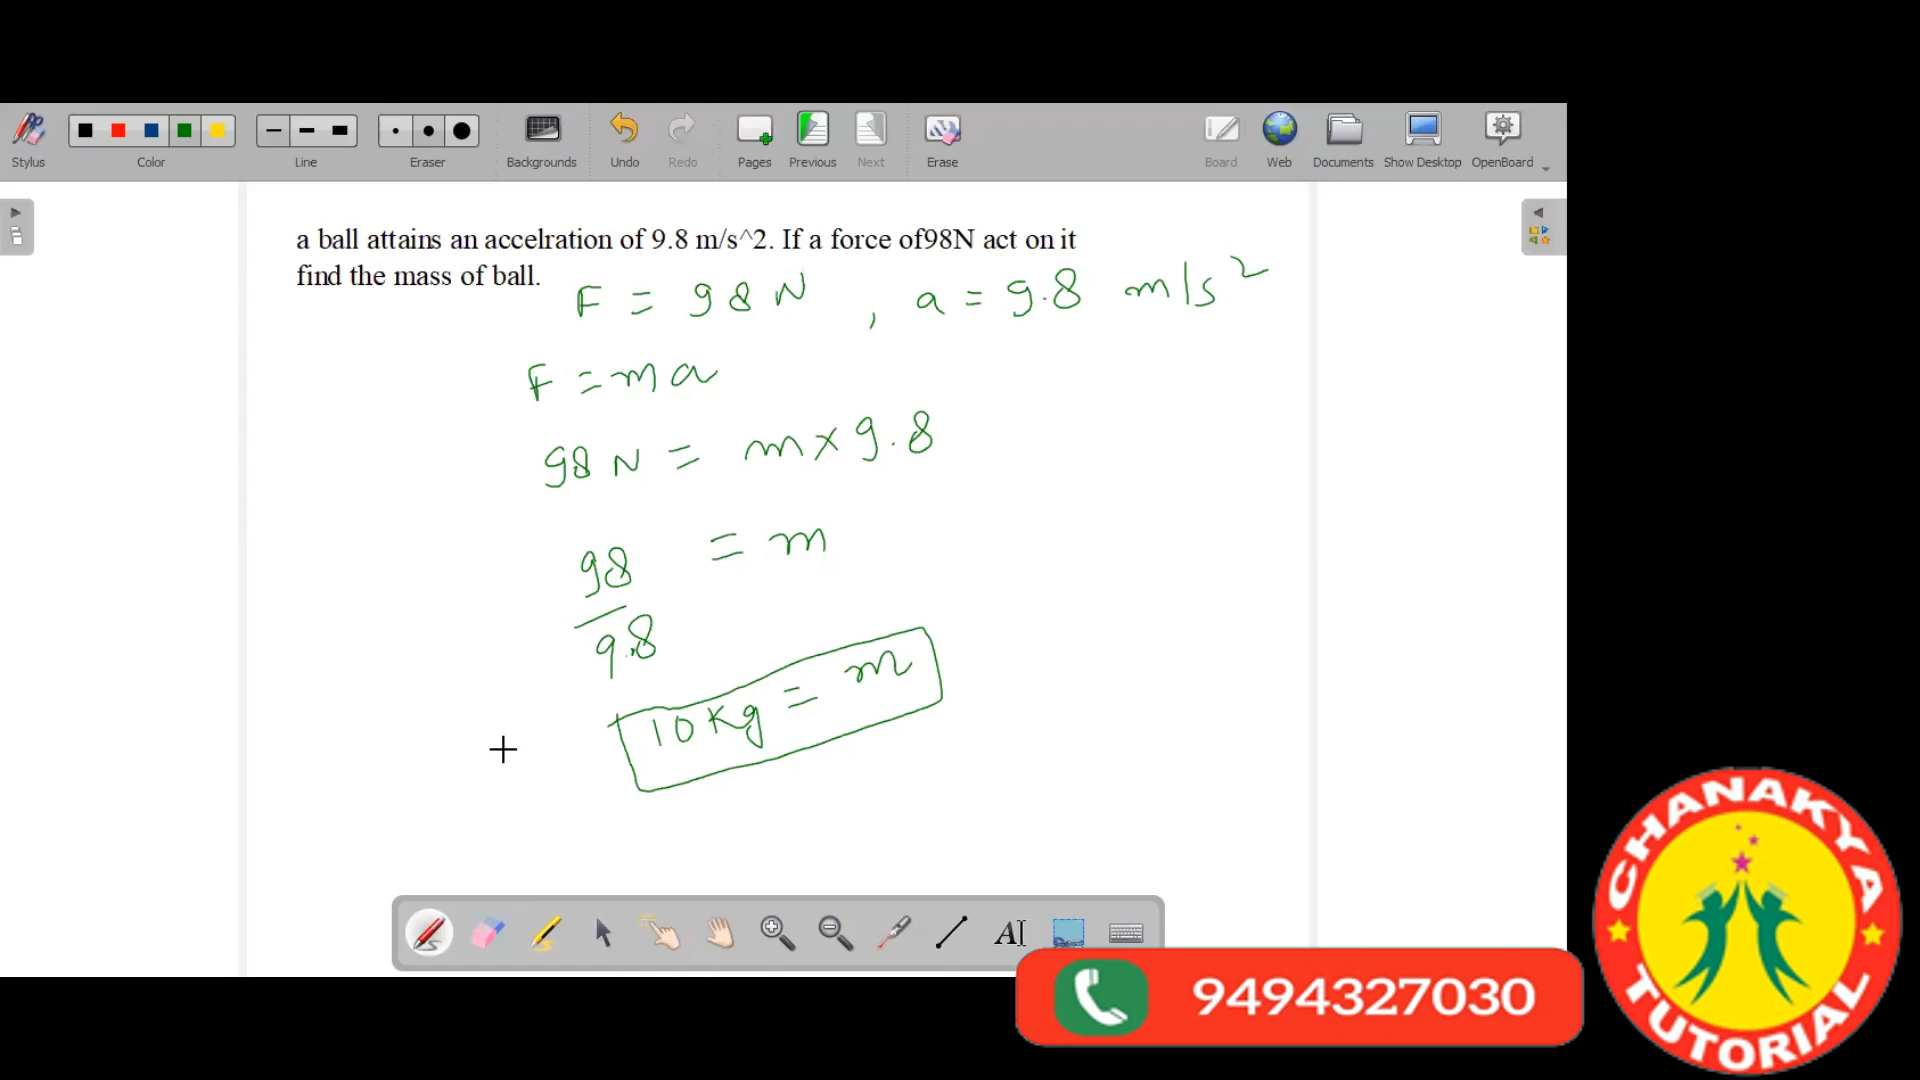 Stylus Color Line Eraser Backgrounds Undo Redo Pages Previous Next Erase Board Web Documents Show Desktop OpenBoard
a ball attains an accelration of 9.8 m/s^2. If a force of98N act on it
find the mass of ball.
F = 98 N , a = 9.8 m/s²
F = ma
98 N = m × 9.8
98/9.8 = m
10 Kg = m
AI
9494327030
CHANAKYA
TUTORIAL